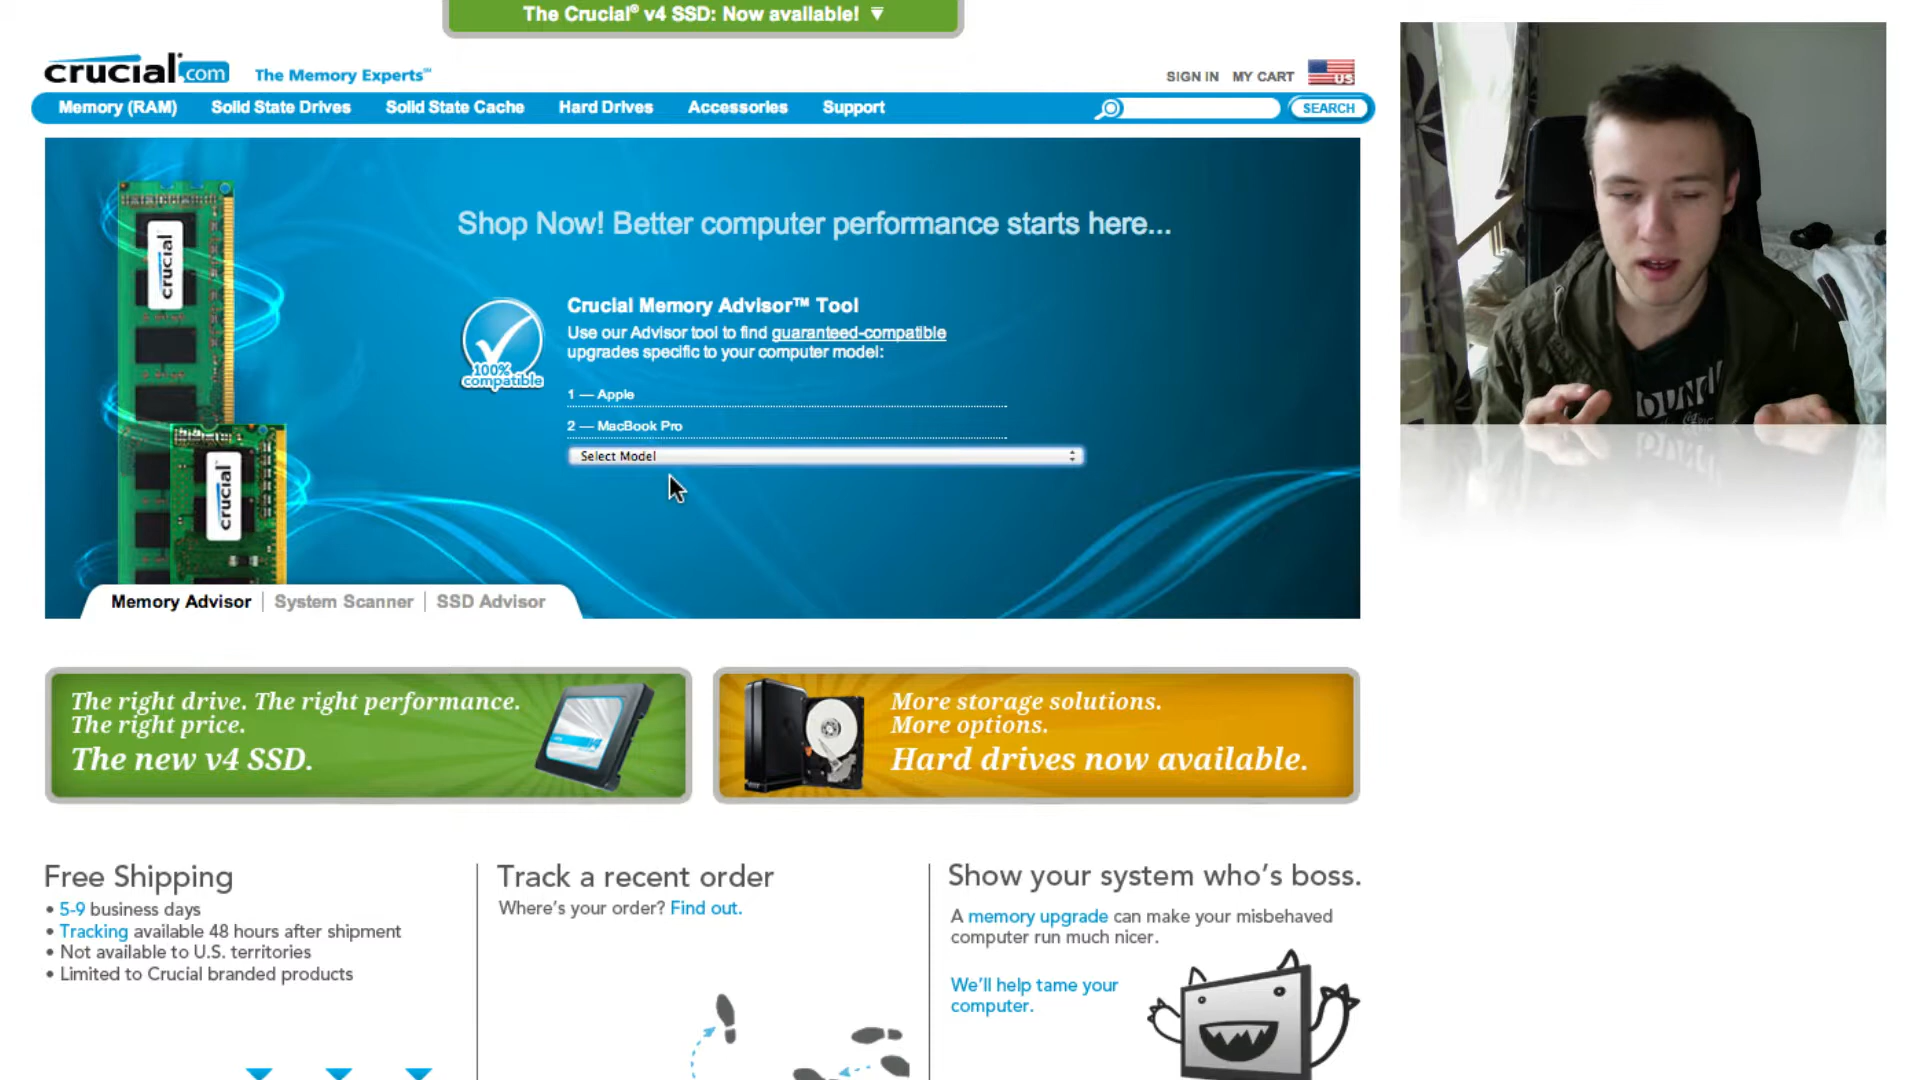 The Crucial® v4 SSD: Now available! ▼
crucial.com The Memory Experts℠
SIGN IN MY CART US
Memory (RAM) Solid State Drives Solid State Cache Hard Drives Accessories Support SEARCH
Shop Now! Better computer performance starts here...
crucial
crucial
100%
compatible
Crucial Memory Advisor™ Tool
Use our Advisor tool to find guaranteed-compatible
upgrades specific to your computer model:
1 — Apple
2 — MacBook Pro
Select Model
Memory Advisor | System Scanner | SSD Advisor
The right drive. The right performance.
The right price.
The new v4 SSD.
More storage solutions.
More options.
Hard drives now available.
Free Shipping
• 5-9 business days
• Tracking available 48 hours after shipment
• Not available to U.S. territories
• Limited to Crucial branded products
Track a recent order
Where's your order? Find out.
Show your system who's boss.
A memory upgrade can make your misbehaved
computer run much nicer.
We'll help tame your
computer.